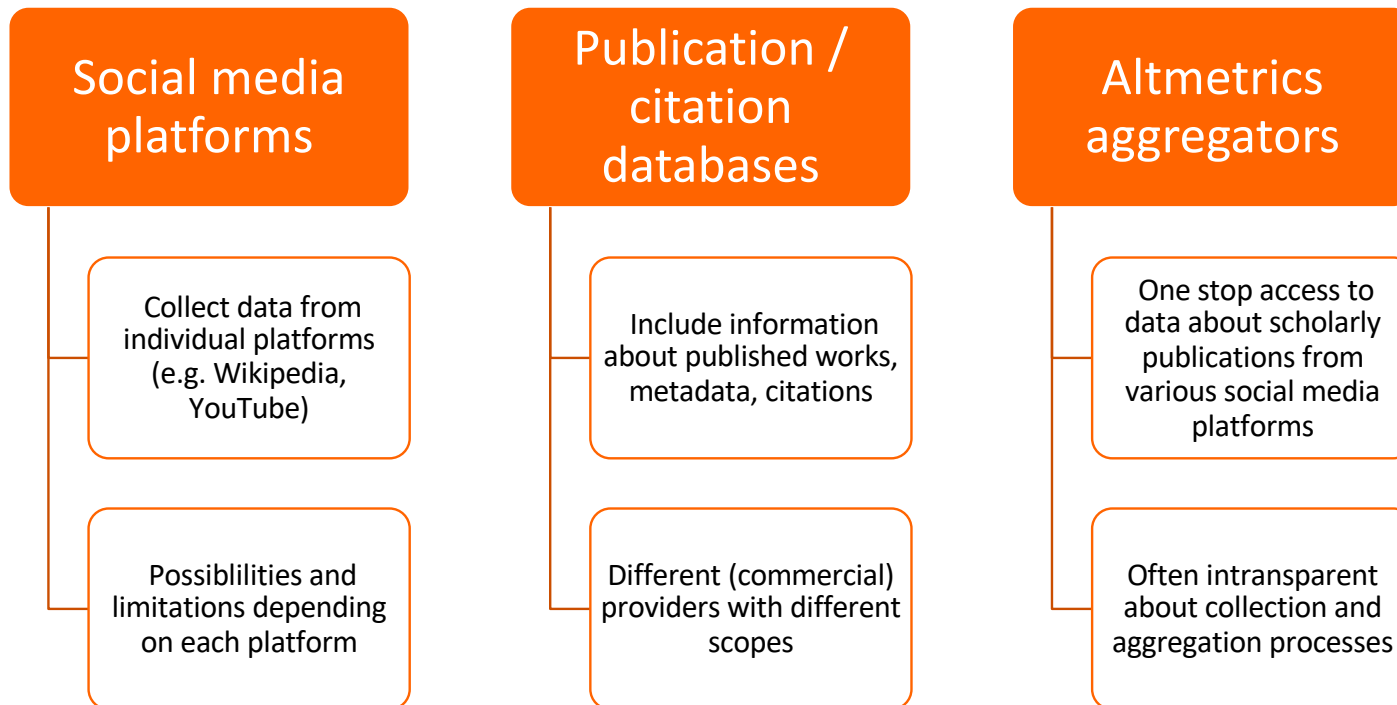 Social media
platforms
Collect data from
individual platforms
(e.g. Wikipedia,
YouTube)
Possiblilities and
limitations depending
on each platform
Publication /
citation
databases
Include information
about published works,
metadata, citations
Different (commercial)
providers with different
scopes
Altmetrics
aggregators
One stop access to
data about scholarly
publications from
various social media
platforms
Often intransparent
about collection and
aggregation processes